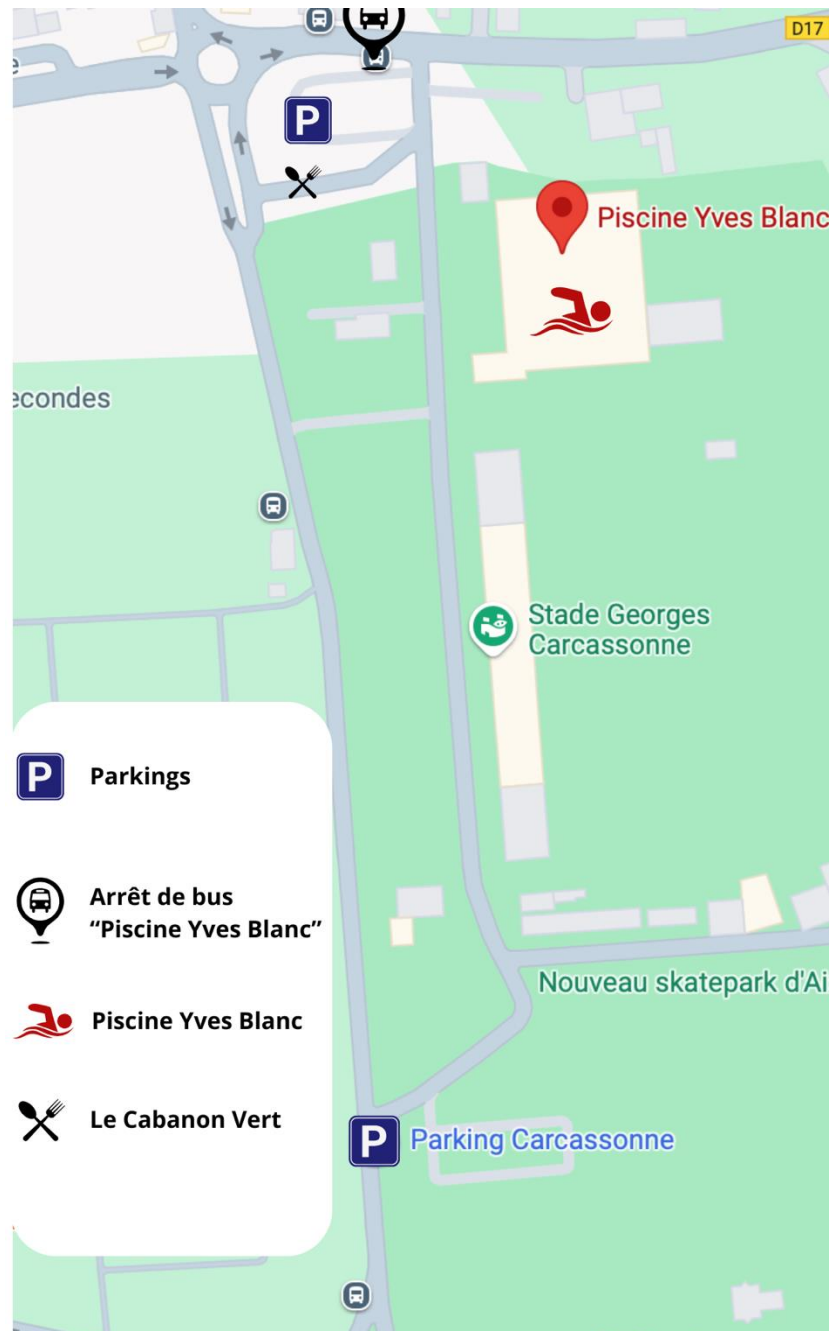 D17
P
Piscine Yves Blanc
econdes
Stade Georges
Carcassonne
P
Parkings
Arrêt de bus
“Piscine Yves Blanc”
Nouveau skatepark d'Ai
Piscine Yves Blanc
Le Cabanon Vert
P
Parking Carcassonne